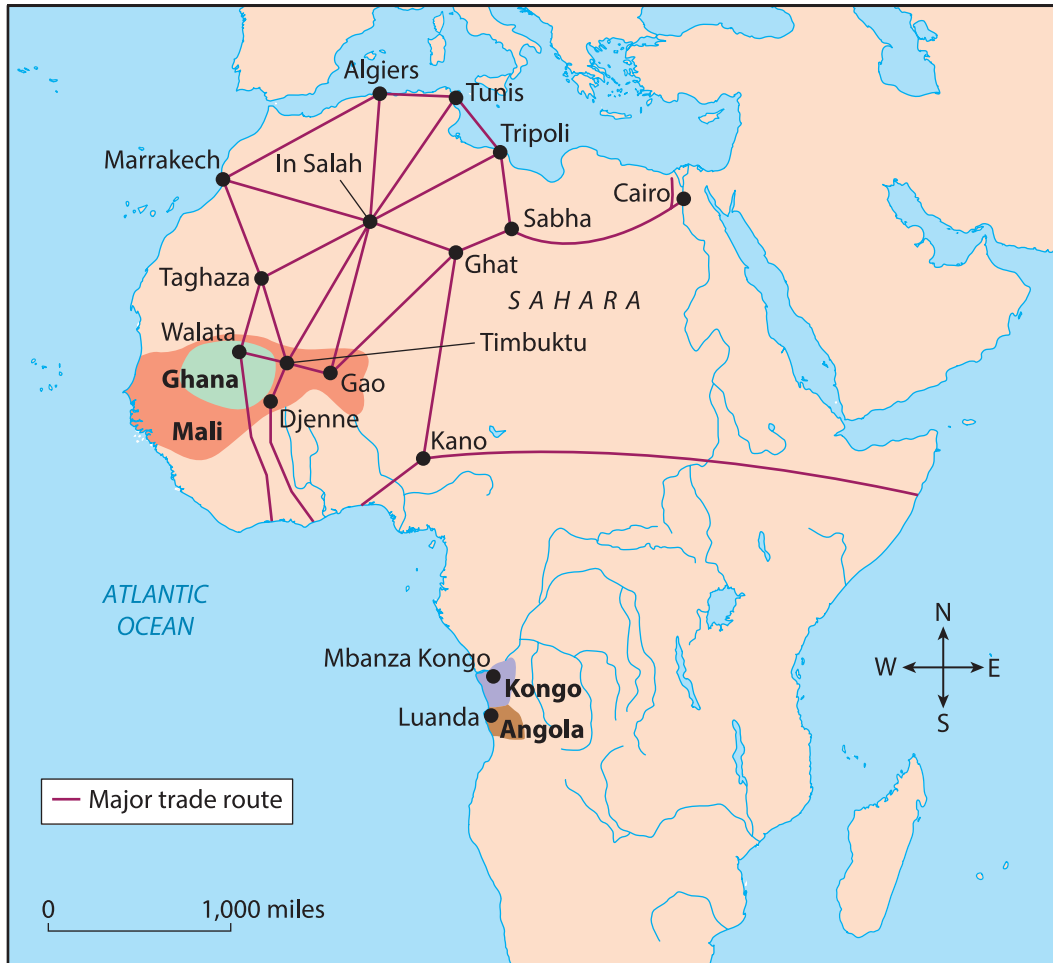 Algiers
Tunis
Tripoli
Marrakech
In Salah
Cairo
Sabha
Ghat
Taghaza
SAHARA
Walata
Timbuktu
Ghana
Gao
Djenne
Mali
Kano
ATLANTIC
OCEAN
N
Mbanza Kongo
W
E
Kongo
Luanda
Angola
S
Major trade route
0
1,000 miles